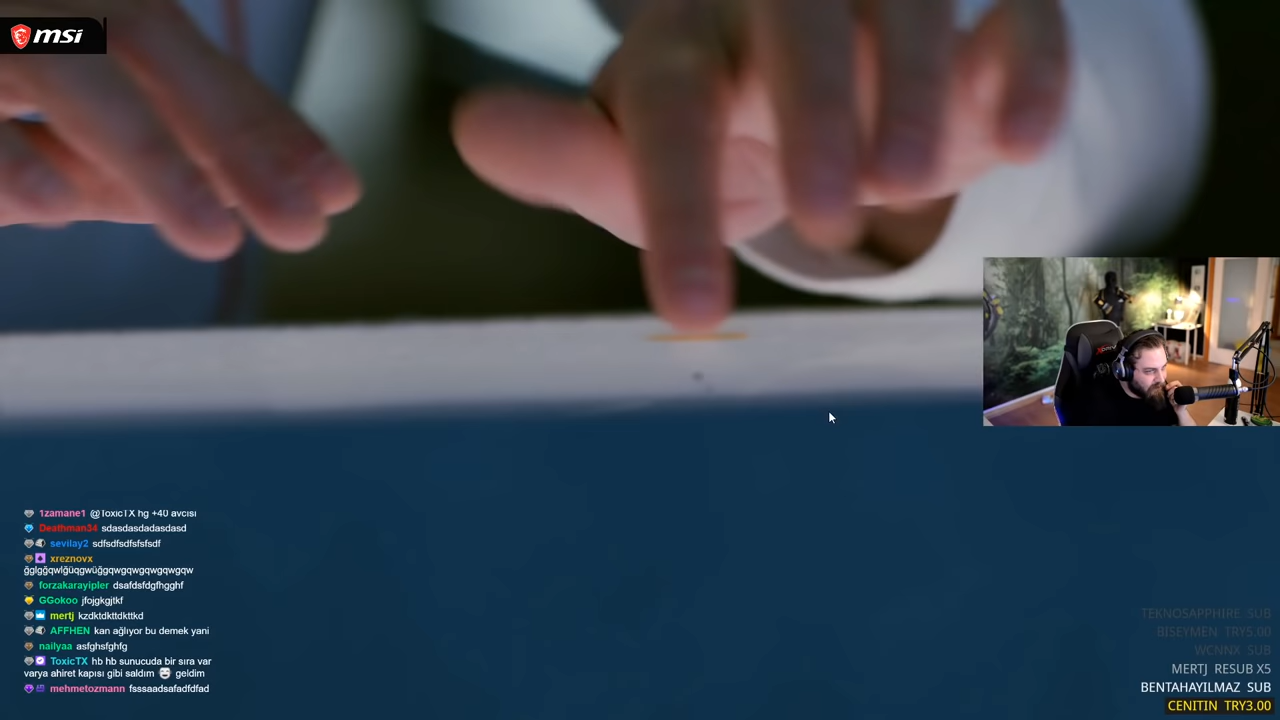 msi
1zamane1 @ToxicTX hg +40 avcısı
Deathman34 sdasdasdadasdasd
sevilay2 sdfsdfsdfsfsfsdf
xreznovx
ğglgğqwlğüqgwüğgqwgqwgqwgqwgqw
forzakarayipler dsafdsfdgfhgghf
GGokoo jfojgkgjtkf
mertj kzdktdkttdkttkd
AFFHEN kan ağlıyor bu demek yani
nailyaa asfghsfghfg
ToxicTX hb hb sunucuda bir sıra var
varya ahiret kapısı gibi saldım geldim
mehmetozmann fsssaadsafadfdfad
TEKNOSAPPHIRE SUB
BISEYMEN TRY5.00
WCNNX SUB
MERTJ RESUB X5
BENTAHAYILMAZ SUB
CENITIN TRY3.00